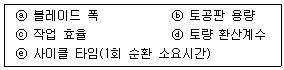 ⓐ 블레이드 폭 ⓑ 토공판 용량
ⓒ 작업 효율 ⓓ 토량 환산계수
ⓔ 사이클 타임(1회 순환 소요시간)